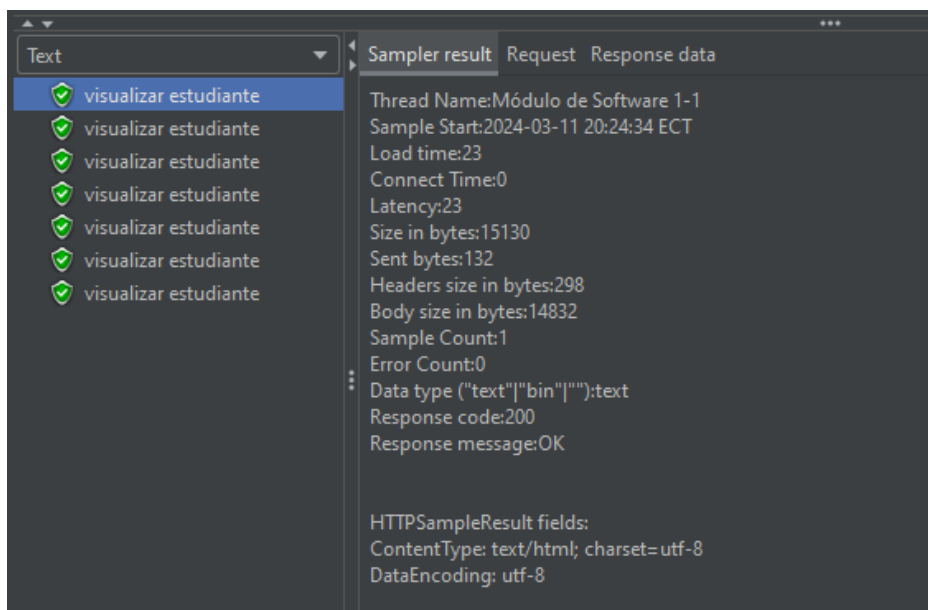 Text
visualizar estudiante
visualizar estudiante
visualizar estudiante
visualizar estudiante
visualizar estudiante
visualizar estudiante
visualizar estudiante
Sampler result Request Response data
Thread Name:Módulo de Software 1-1
Sample Start:2024-03-11 20:24:34 ECT
Load time:23
Connect Time:0
Latency:23
Size in bytes:15130
Sent bytes:132
Headers size in bytes:298
Body size in bytes:14832
Sample Count:1
Error Count:0
Data type ("text"|"bin"|""):text
Response code:200
Response message:OK
HTTPSampleResult fields:
ContentType: text/html; charset=utf-8
DataEncoding: utf-8